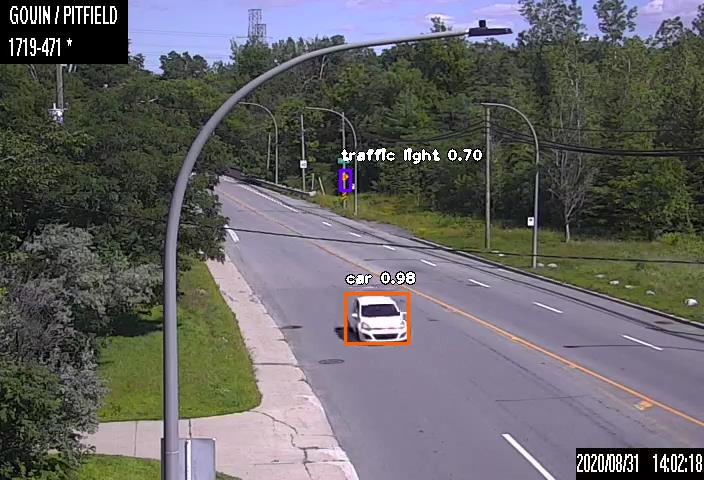 GOUIN / PITFIELD
1719-471 *
traffic light 0.70
car 0.98
2020/08/31 14:02:18